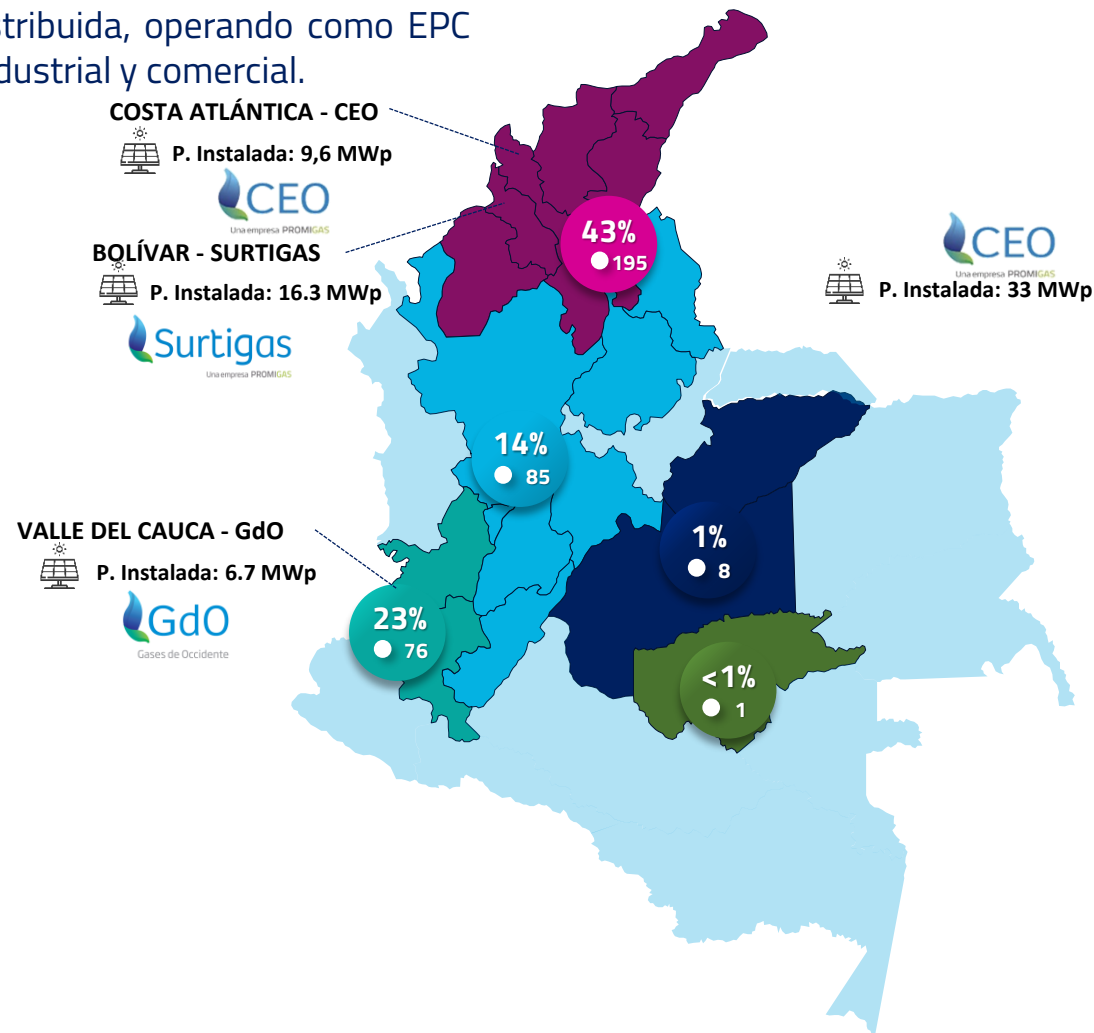 stribuida, operando como EPC
dustrial y comercial.
COSTA ATLÁNTICA - CEO
P. Instalada: 9,6 MWp
CEO
Una empresa PROMIGAS
BOLÍVAR - SURTIGAS
P. Instalada: 16.3 MWp
Surtigas
Una empresa PROMIGAS
43%
195
CEO
Una empresa PROMIGAS
P. Instalada: 33 MWp
14%
85
VALLE DEL CAUCA - GdO
P. Instalada: 6.7 MWp
GdO
Gases de Occidente
23%
76
1%
8
<1%
1